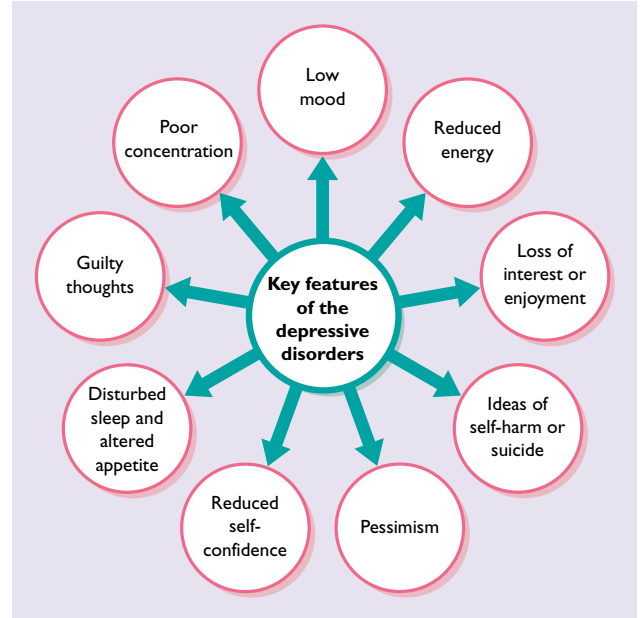 Low
mood
Reduced
energy
Loss of
interest or
enjoyment
Ideas of
self-harm or
suicide
Pessimism
Reduced
self-
confidence
Disturbed
sleep and
altered
appetite
Guilty
thoughts
Poor
concentration
Key features
of the
depressive
disorders